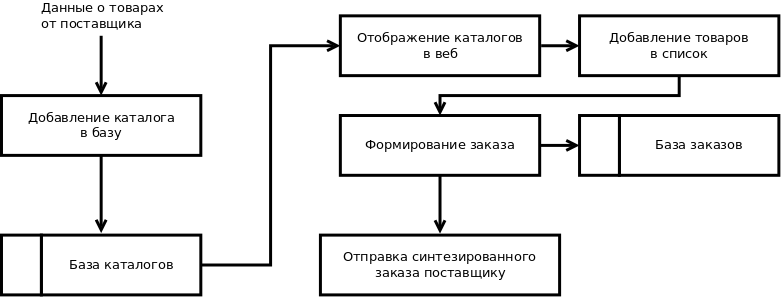 Данные о товарах
от поставщика
Добавление каталога
в базу
База каталогов
Отображение каталогов
в веб
Добавление товаров
в список
Формирование заказа
База заказов
Отправка синтезированного
заказа поставщику